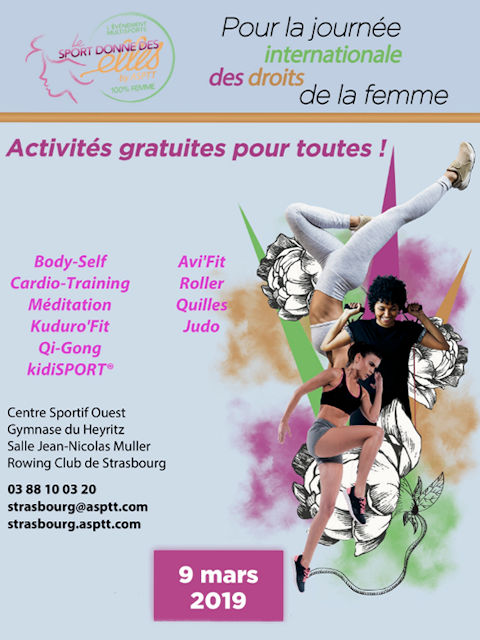 L'ÉVÉNEMENT
MULTISPORTS
Le
SPORT DONNE DES
elles
100% FEMME
Pour la journée
internationale
des droits
de la femme
Activités gratuites pour toutes !
Body-Self
Cardio-Training
Méditation
Kuduro'Fit
Qi-Gong
kidiSPORT®
Avi'Fit
Roller
Quilles
Judo
Centre Sportif Ouest
Gymnase du Heyritz
Salle Jean-Nicolas Muller
Rowing Club de Strasbourg
03 88 10 03 20
strasbourg@asptt.com
strasbourg.asptt.com
9 mars
2019